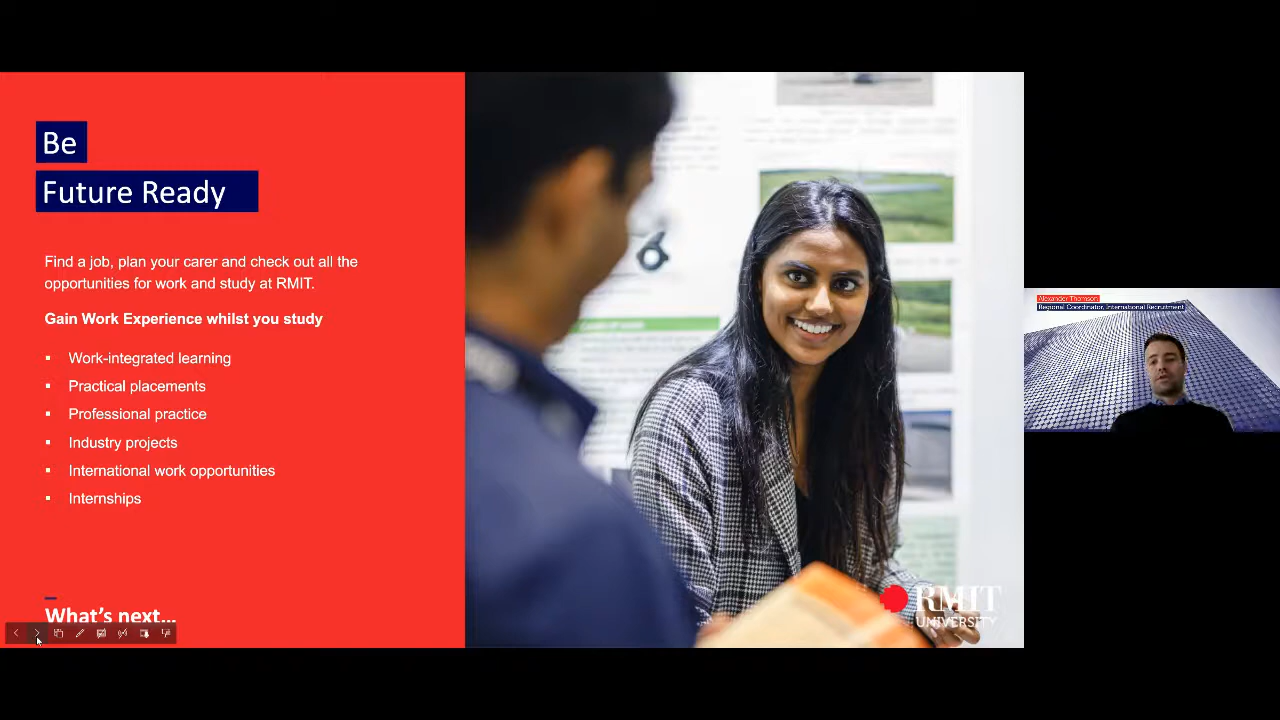 Be
Future Ready
Find a job, plan your carer and check out all the
opportunities for work and study at RMIT.
Gain Work Experience whilst you study
▪ Work-integrated learning
▪ Practical placements
▪ Professional practice
▪ Industry projects
▪ International work opportunities
▪ Internships
What's next...
RMIT
UNIVERSITY
Alexander Thomson
Regional Coordinator, International Recruitment